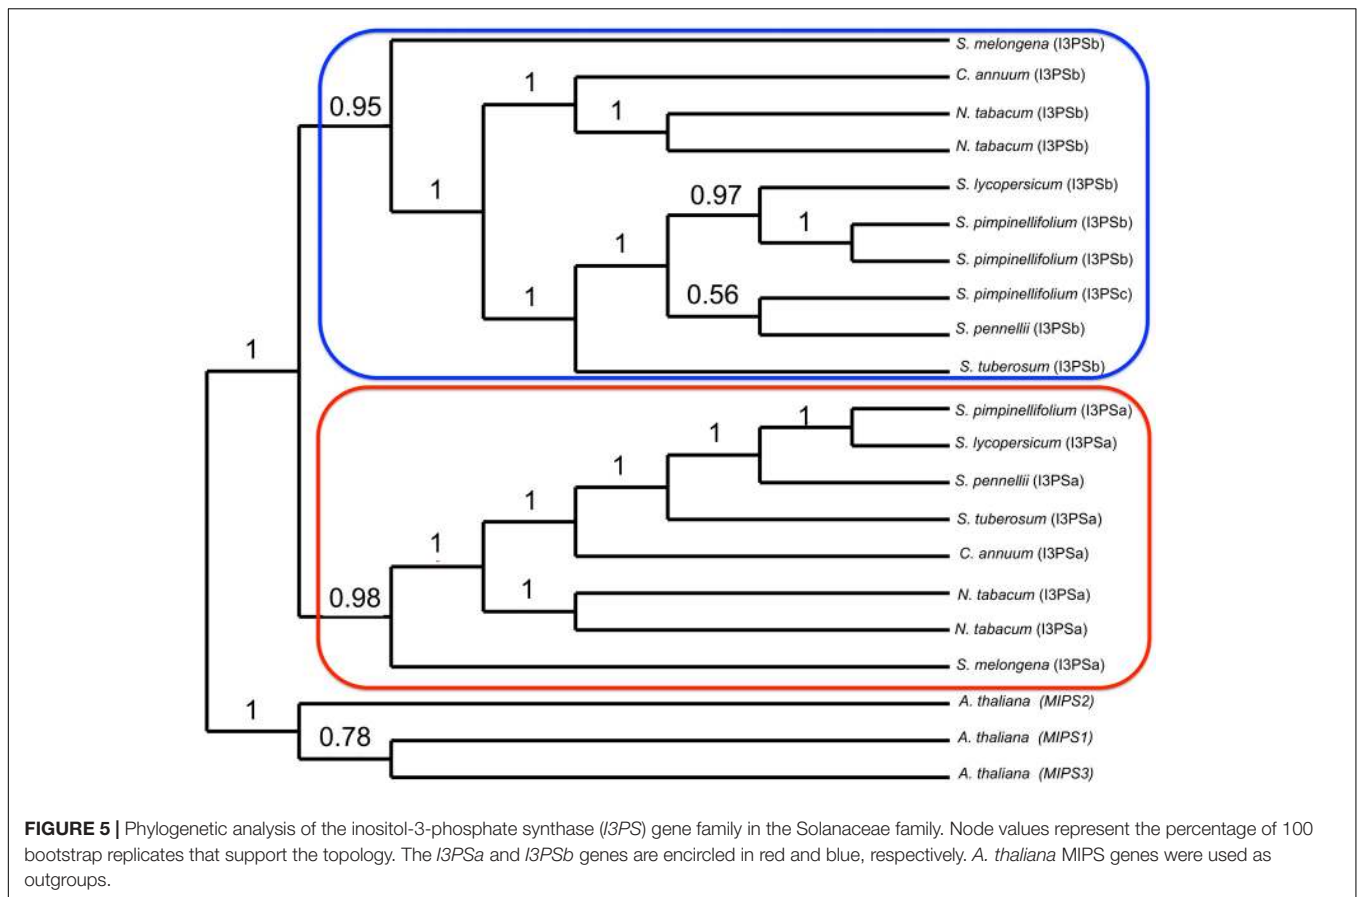 S. melongena (I3PSb)
C. annuum (I3PSb)
1
0.95
1
N. tabacum (I3PSb)
N. tabacum (I3PSb)
1
0.97
S. lycopersicum (I3PSb)
1
S. pimpinellifolium (I3PSb)
1
S. pimpinellifolium (I3PSb)
1
0.56
S. pimpinellifolium (I3PSc)
S. pennellii (I3PSb)
1
S. tuberosum (I3PSb)
1
S. pimpinellifolium (I3PSa)
1
S. lycopersicum (I3PSa)
1
S. pennellii (I3PSa)
1
S. tuberosum (I3PSa)
1
C. annuum (I3PSa)
0.98
1
N. tabacum (I3PSa)
N. tabacum (I3PSa)
S. melongena (I3PSa)
1
A. thaliana (MIPS2)
0.78
A. thaliana (MIPS1)
A. thaliana (MIPS3)
FIGURE 5 | Phylogenetic analysis of the inositol-3-phosphate synthase (I3PS) gene family in the Solanaceae family. Node values represent the percentage of 100
bootstrap replicates that support the topology. The I3PSa and I3PSb genes are encircled in red and blue, respectively. A. thaliana MIPS genes were used as
outgroups.